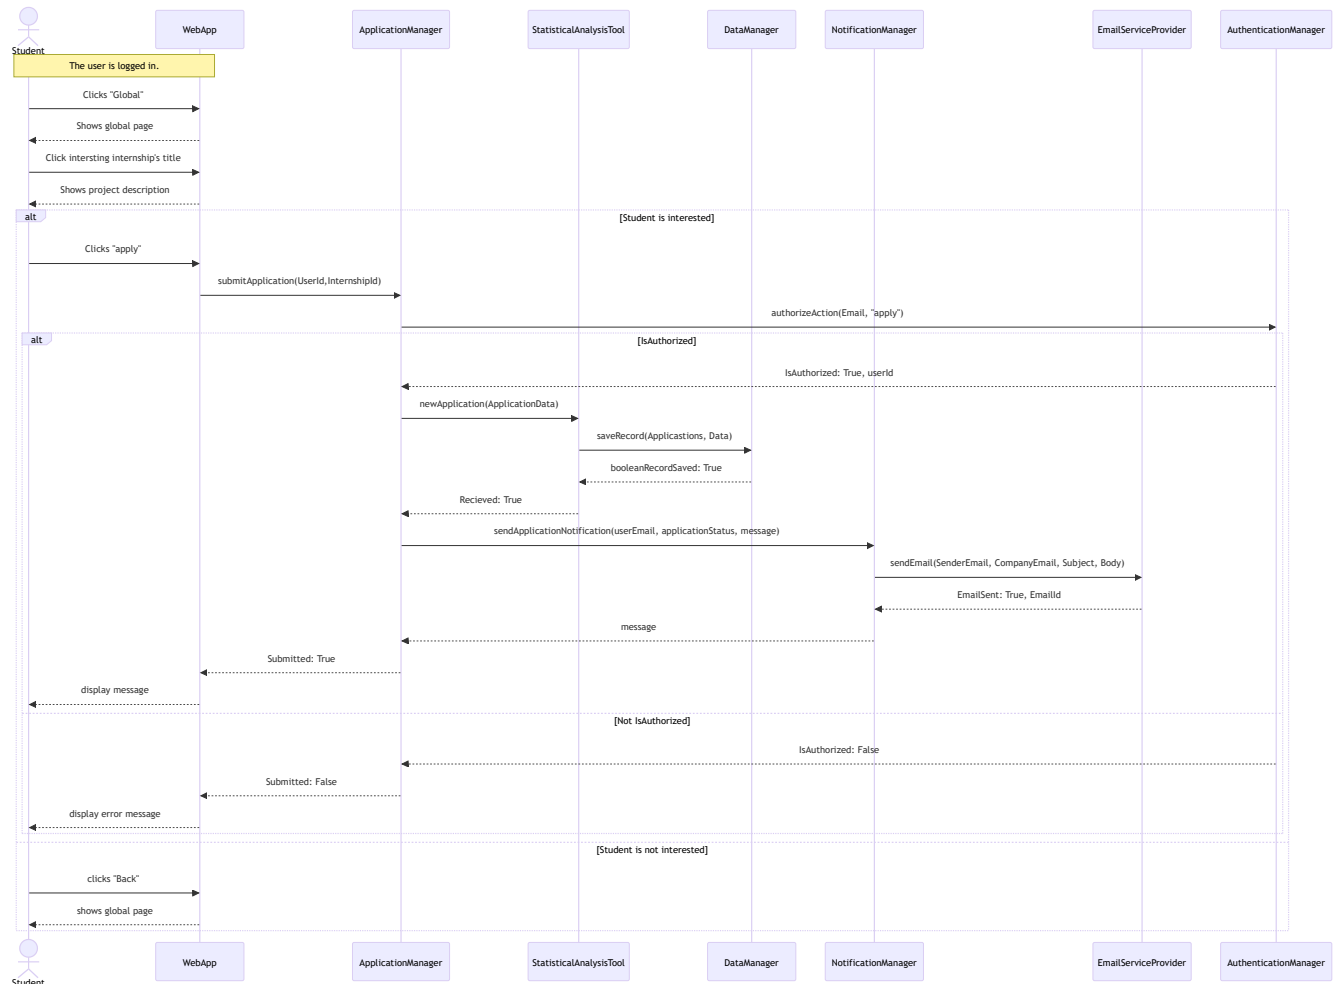 Student
WebApp
ApplicationManager
StatisticalAnalysisTool
DataManager
NotificationManager
EmailServiceProvider
AuthenticationManager
The user is logged in.
Clicks "Global"
Shows global page
Click intersting internship's title
Shows project description
alt
[Student is interested]
Clicks "apply"
submitApplication(UserId,InternshipId)
authorizeAction(Email, "apply")
alt
[IsAuthorized]
IsAuthorized: True, userId
newApplication(ApplicationData)
saveRecord(Applicastions, Data)
booleanRecordSaved: True
Recieved: True
sendApplicationNotification(userEmail, applicationStatus, message)
sendEmail(SenderEmail, CompanyEmail, Subject, Body)
EmailSent: True, EmailId
message
Submitted: True
display message
[Not IsAuthorized]
IsAuthorized: False
Submitted: False
display error message
[Student is not interested]
clicks "Back"
shows global page
Student
WebApp
ApplicationManager
StatisticalAnalysisTool
DataManager
NotificationManager
EmailServiceProvider
AuthenticationManager